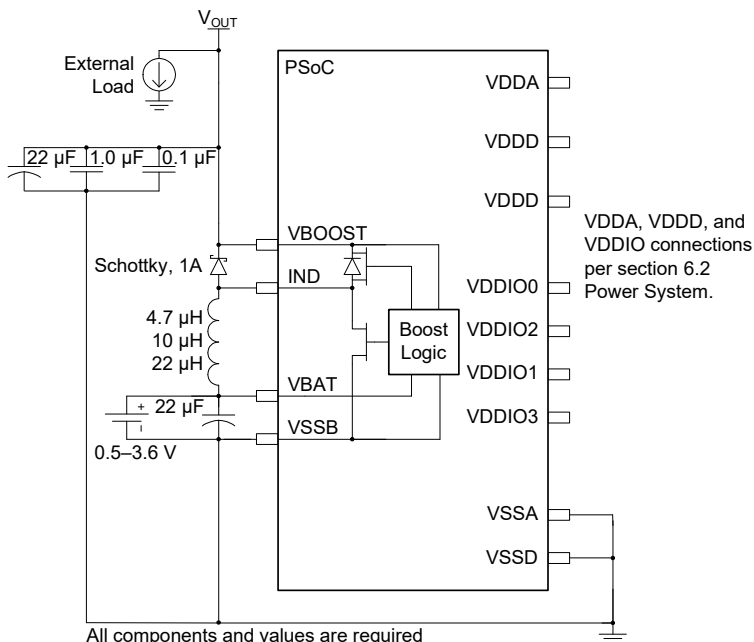 VOUT
External
Load
PSoC
VDDA
VDDD
22 µF 1.0 µF 0.1 µF
VDDD
VDDA, VDDD, and
VDDIO connections
per section 6.2
Power System.
VBOOST
Schottky, 1A
IND
VDDIO0
4.7 µH
10 µH
22 µH
Boost
Logic
VDDIO2
VBAT
VDDIO1
+ 22 µF
-
VSSB
VDDIO3
0.5–3.6 V
VSSA
VSSD
All components and values are required